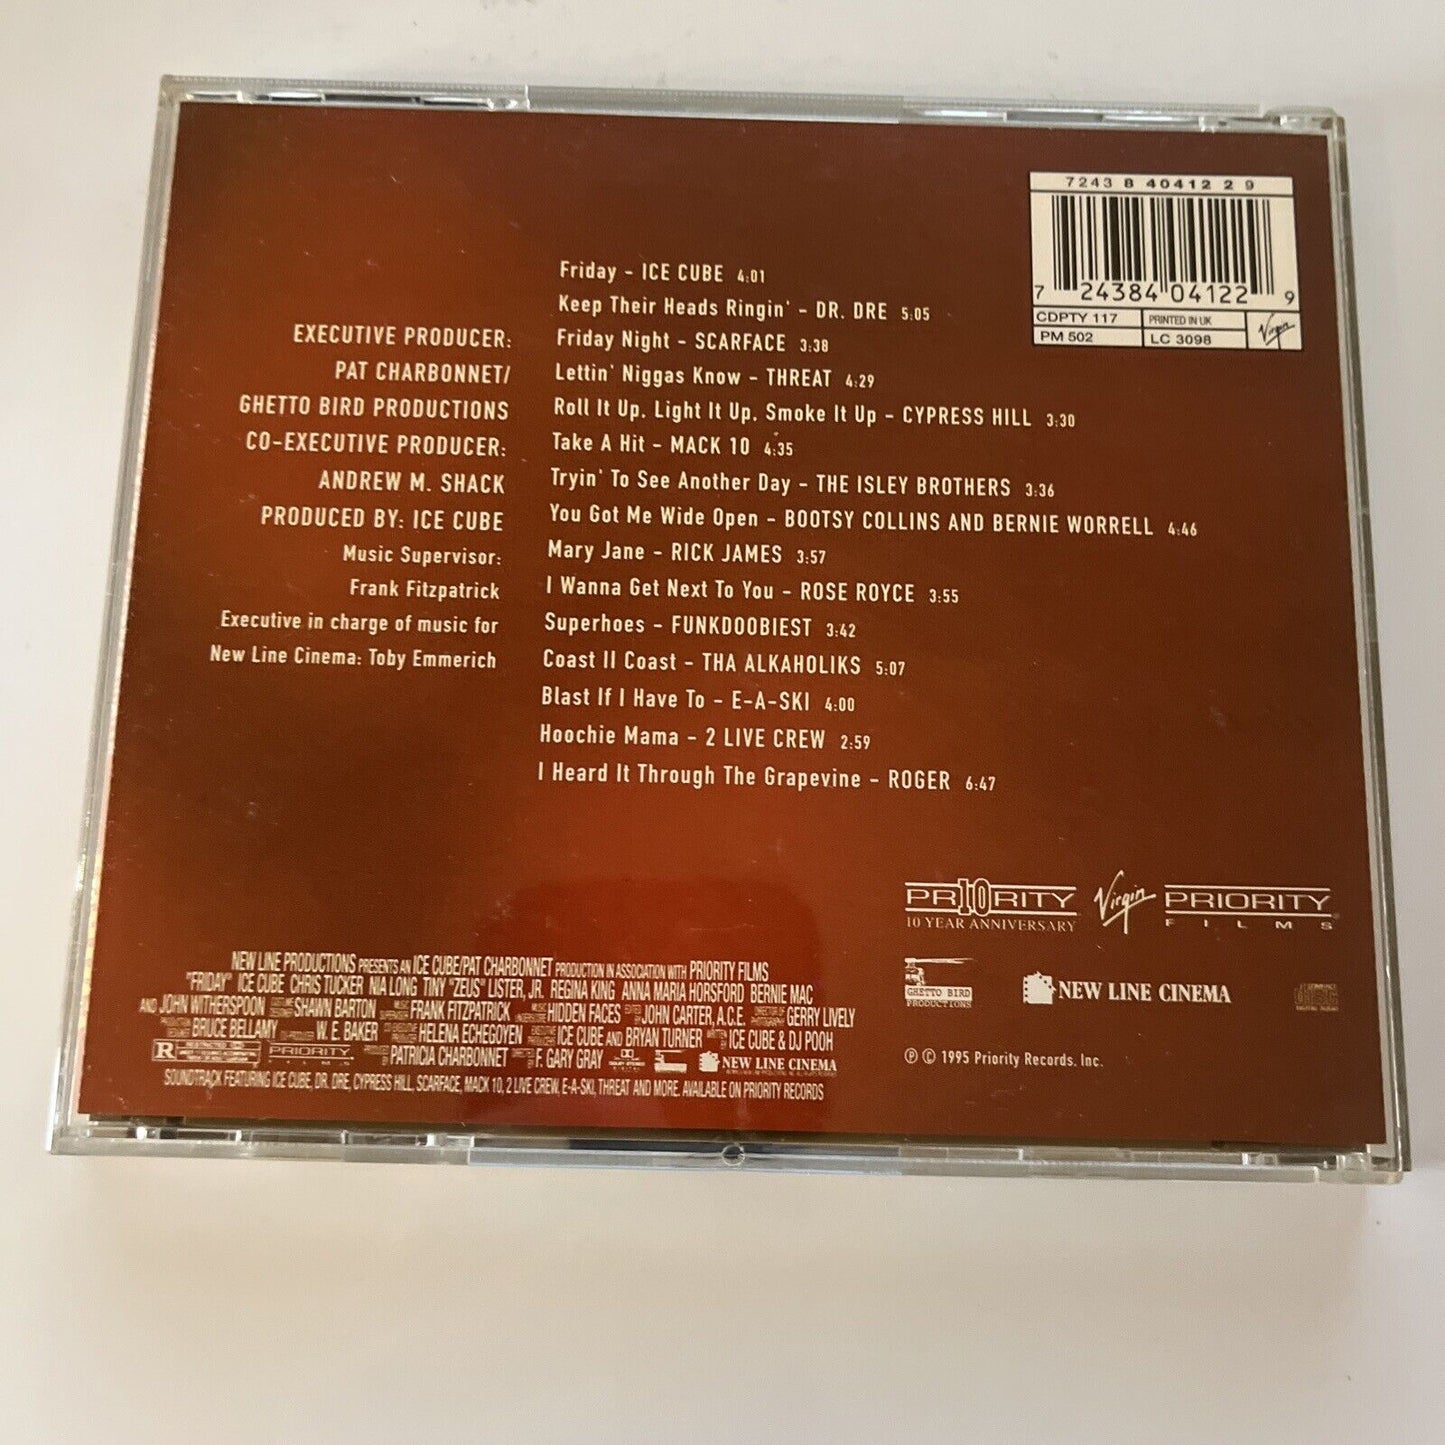 7243 8 40412 2 9
7 24384 04122 9
CDPTY 117
PRINTED IN UK
PM 502
LC 3098
Virgin
Friday - ICE CUBE 4:01
Keep Their Heads Ringin' - DR. DRE 5:05
Friday Night - SCARFACE 3:38
Lettin' Niggas Know - THREAT 4:29
Roll It Up, Light It Up, Smoke It Up - CYPRESS HILL 3:30
Take A Hit - MACK 10 4:35
Tryin' To See Another Day - THE ISLEY BROTHERS 3:36
You Got Me Wide Open - BOOTSY COLLINS AND BERNIE WORRELL 4:46
Mary Jane - RICK JAMES 3:57
I Wanna Get Next To You - ROSE ROYCE 3:55
Superhoes - FUNKDOOBIEST 3:42
Coast II Coast - THA ALKAHOLIKS 5:07
Blast If I Have To - E-A-SKI 4:00
Hoochie Mama - 2 LIVE CREW 2:59
I Heard It Through The Grapevine - ROGER 6:47
EXECUTIVE PRODUCER:
PAT CHARBONNET/
GHETTO BIRD PRODUCTIONS
CO-EXECUTIVE PRODUCER:
ANDREW M. SHACK
PRODUCED BY: ICE CUBE
Music Supervisor:
Frank Fitzpatrick
Executive in charge of music for
New Line Cinema: Toby Emmerich
PR10RITY
10 YEAR ANNIVERSARY
Virgin
PRIORITY
FILMS
GHETTO BIRD
PRODUCTIONS
NEW LINE CINEMA
℗ © 1995 Priority Records, Inc.
NEW LINE PRODUCTIONS PRESENTS AN ICE CUBE/PAT CHARBONNET PRODUCTION IN ASSOCIATION WITH PRIORITY FILMS
"FRIDAY" ICE CUBE CHRIS TUCKER NIA LONG TINY "ZEUS" LISTER, JR. REGINA KING ANNA MARIA HORSFORD BERNIE MAC
AND JOHN WITHERSPOON SHAWN BARTON FRANK FITZPATRICK HIDDEN FACES JOHN CARTER, A.C.E. GERRY LIVELY
BRUCE BELLAMY W. E. BAKER HELENA ECHEGOYEN ICE CUBE AND BRYAN TURNER ICE CUBE & DJ POOH
R PRIORITY PATRICIA CHARBONNET F. GARY GRAY NEW LINE CINEMA
SOUNDTRACK FEATURING ICE CUBE, DR. DRE, CYPRESS HILL, SCARFACE, MACK 10, 2 LIVE CREW, E-A-SKI, THREAT AND MORE. AVAILABLE ON PRIORITY RECORDS